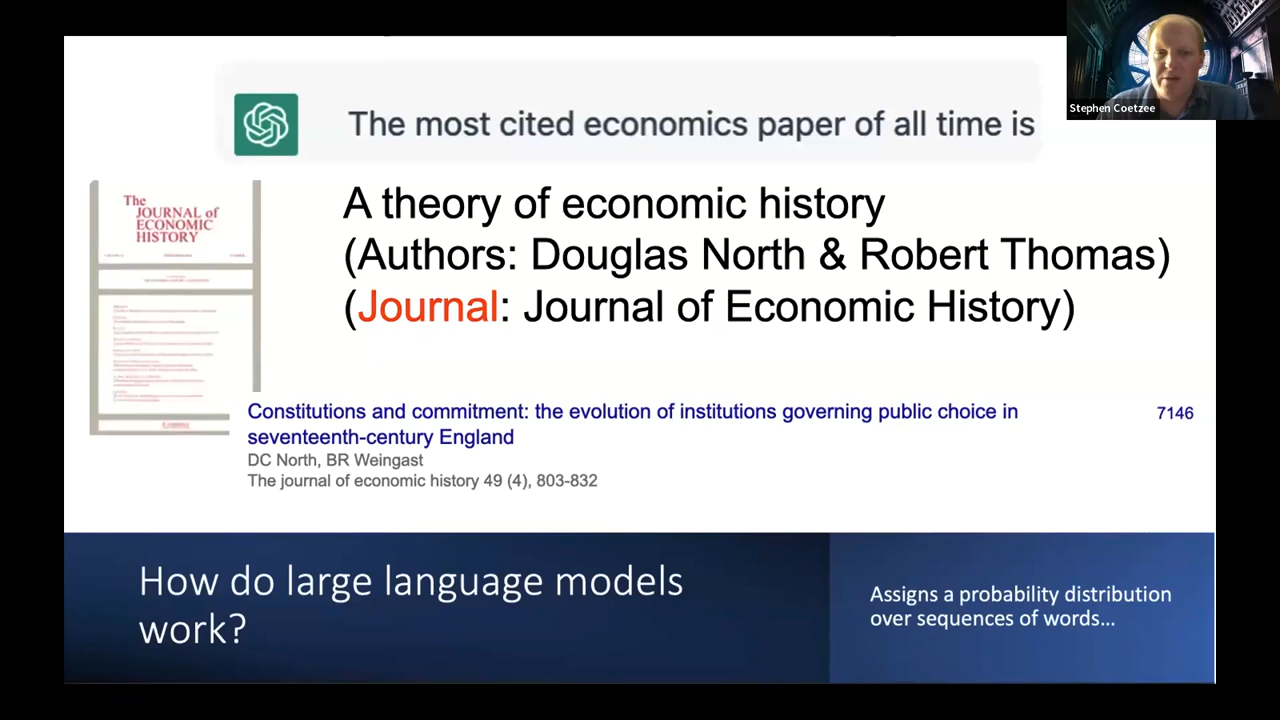 Stephen Coetzee
The most cited economics paper of all time is
The
JOURNAL of
ECONOMIC
HISTORY
A theory of economic history
(Authors: Douglas North & Robert Thomas)
(Journal: Journal of Economic History)
Constitutions and commitment: the evolution of institutions governing public choice in 7146
seventeenth-century England
DC North, BR Weingast
The journal of economic history 49 (4), 803-832
How do large language models
work?
Assigns a probability distribution
over sequences of words...